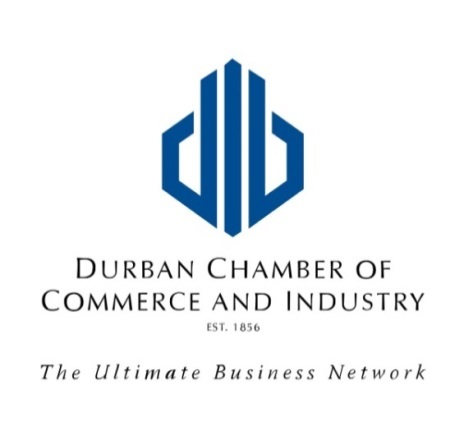 DURBAN CHAMBER OF
COMMERCE AND INDUSTRY
EST. 1856
The Ultimate Business Network